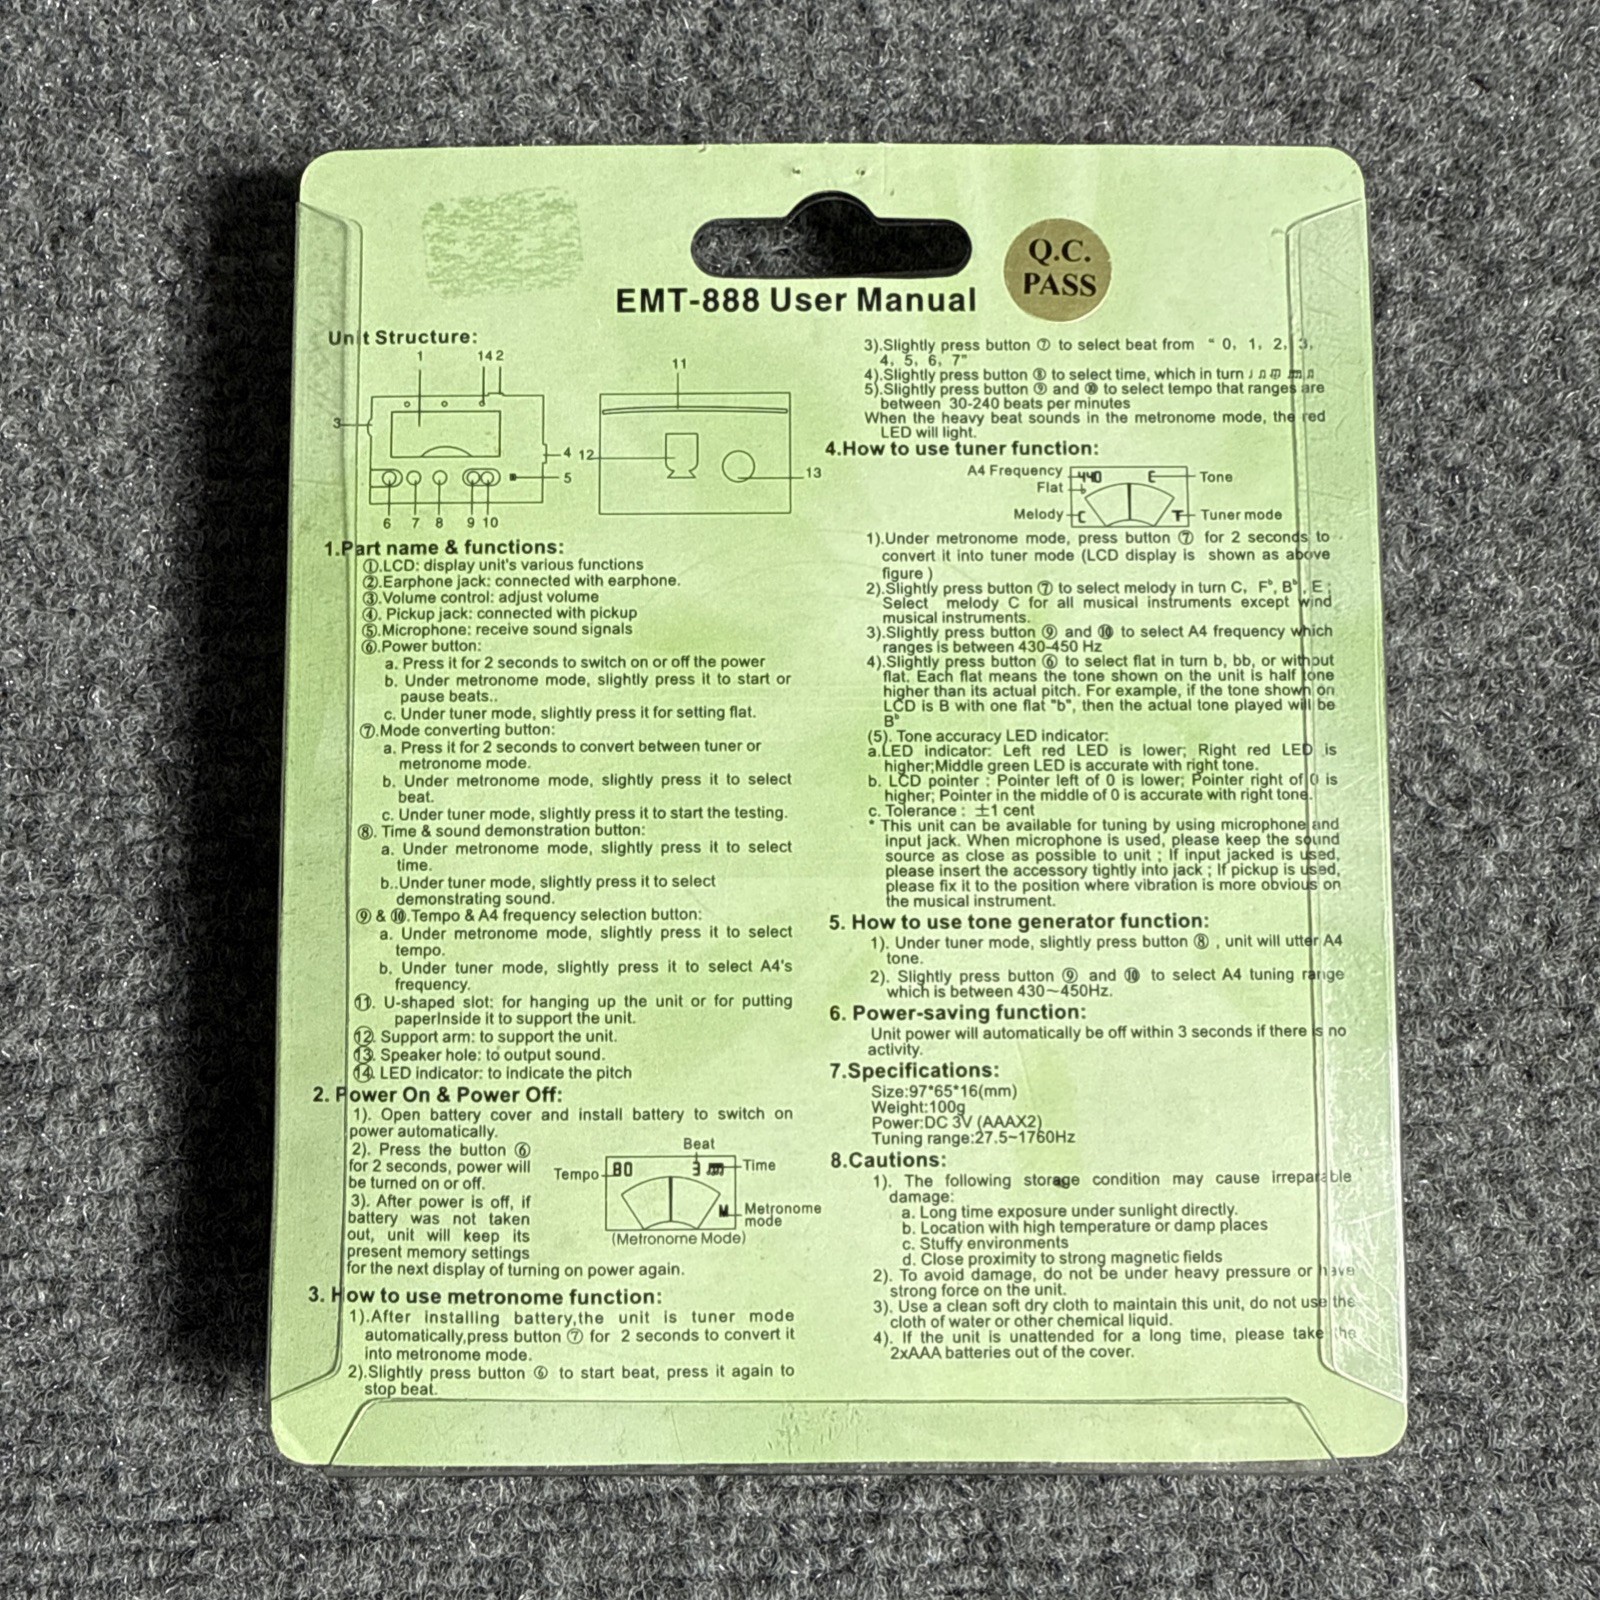 Q.C.
PASS
EMT-888 User Manual
Unit Structure:
1
14 2
3
4
5
6 7 8 9 10
11
12
13
1.Part name & functions:
①.LCD: display unit's various functions
②.Earphone jack: connected with earphone.
③.Volume control: adjust volume
④. Pickup jack: connected with pickup
⑤.Microphone: receive sound signals
⑥.Power button:
a. Press it for 2 seconds to switch on or off the power
b. Under metronome mode, slightly press it to start or
pause beats..
c. Under tuner mode, slightly press it for setting flat.
⑦.Mode converting button:
a. Press it for 2 seconds to convert between tuner or
metronome mode.
b. Under metronome mode, slightly press it to select
beat.
c. Under tuner mode, slightly press it to start the testing.
⑧. Time & sound demonstration button:
a. Under metronome mode, slightly press it to select
time.
b..Under tuner mode, slightly press it to select
demonstrating sound.
⑨ & ⑩.Tempo & A4 frequency selection button:
a. Under metronome mode, slightly press it to select
tempo.
b. Under tuner mode, slightly press it to select A4's
frequency.
⑪. U-shaped slot: for hanging up the unit or for putting
paperInside it to support the unit.
⑫. Support arm: to support the unit.
⑬. Speaker hole: to output sound.
⑭. LED indicator: to indicate the pitch
2. Power On & Power Off:
1). Open battery cover and install battery to switch on
power automatically.
2). Press the button ⑥
for 2 seconds, power will
be turned on or off.
3). After power is off, if
battery was not taken
out, unit will keep its
present memory settings
for the next display of turning on power again.
Beat
Tempo
80
3
Time
M
Metronome
mode
(Metronome Mode)
3. How to use metronome function:
1).After Installing battery,the unit is tuner mode
automatically,press button ⑦ for 2 seconds to convert it
into metronome mode.
2).Slightly press button ⑥ to start beat, press it again to
stop beat.
3).Slightly press button ⑦ to select beat from " 0, 1, 2, 3,
4, 5, 6, 7"
4).Slightly press button ⑧ to select time, which in turn
5).Slightly press button ⑨ and ⑩ to select tempo that ranges are
between 30-240 beats per minutes
When the heavy beat sounds in the metronome mode, the red
LED will light.
4.How to use tuner function:
A4 Frequency
440
E
Tone
Flat
b
Melody
C
T
Tuner mode
1).Under metronome mode, press button ⑦ for 2 seconds to
convert it into tuner mode (LCD display is shown as above
figure )
2).Slightly press button ⑦ to select melody in turn C, Fᵇ, Bᵇ, E ;
Select melody C for all musical instruments except wind
musical instruments.
3).Slightly press button ⑨ and ⑩ to select A4 frequency which
ranges is between 430-450 Hz
4).Slightly press button ⑥ to select flat in turn b, bb, or without
flat. Each flat means the tone shown on the unit is half tone
higher than its actual pitch. For example, if the tone shown on
LCD is B with one flat "b", then the actual tone played will be
Bᵇ
(5). Tone accuracy LED indicator:
a.LED indicator: Left red LED is lower; Right red LED is
higher;Middle green LED is accurate with right tone.
b. LCD pointer : Pointer left of 0 is lower; Pointer right of 0 is
higher; Pointer in the middle of 0 is accurate with right tone.
c. Tolerance : ±1 cent
* This unit can be available for tuning by using microphone and
input jack. When microphone is used, please keep the sound
source as close as possible to unit ; If input jacked is used,
please insert the accessory tightly into jack ; If pickup is used,
please fix it to the position where vibration is more obvious on
the musical instrument.
5. How to use tone generator function:
1). Under tuner mode, slightly press button ⑧ , unit will utter A4
tone.
2). Slightly press button ⑨ and ⑩ to select A4 tuning range
which is between 430~450Hz.
6. Power-saving function:
Unit power will automatically be off within 3 seconds if there is no
activity.
7.Specifications:
Size:97*65*16(mm)
Weight:100g
Power:DC 3V (AAAX2)
Tuning range:27.5~1760Hz
8.Cautions:
1). The following storage condition may cause irreparable
damage:
a. Long time exposure under sunlight directly.
b. Location with high temperature or damp places
c. Stuffy environments
d. Close proximity to strong magnetic fields
2). To avoid damage, do not be under heavy pressure or have
strong force on the unit.
3). Use a clean soft dry cloth to maintain this unit, do not use the
cloth of water or other chemical liquid.
4). If the unit is unattended for a long time, please take the
2xAAA batteries out of the cover.